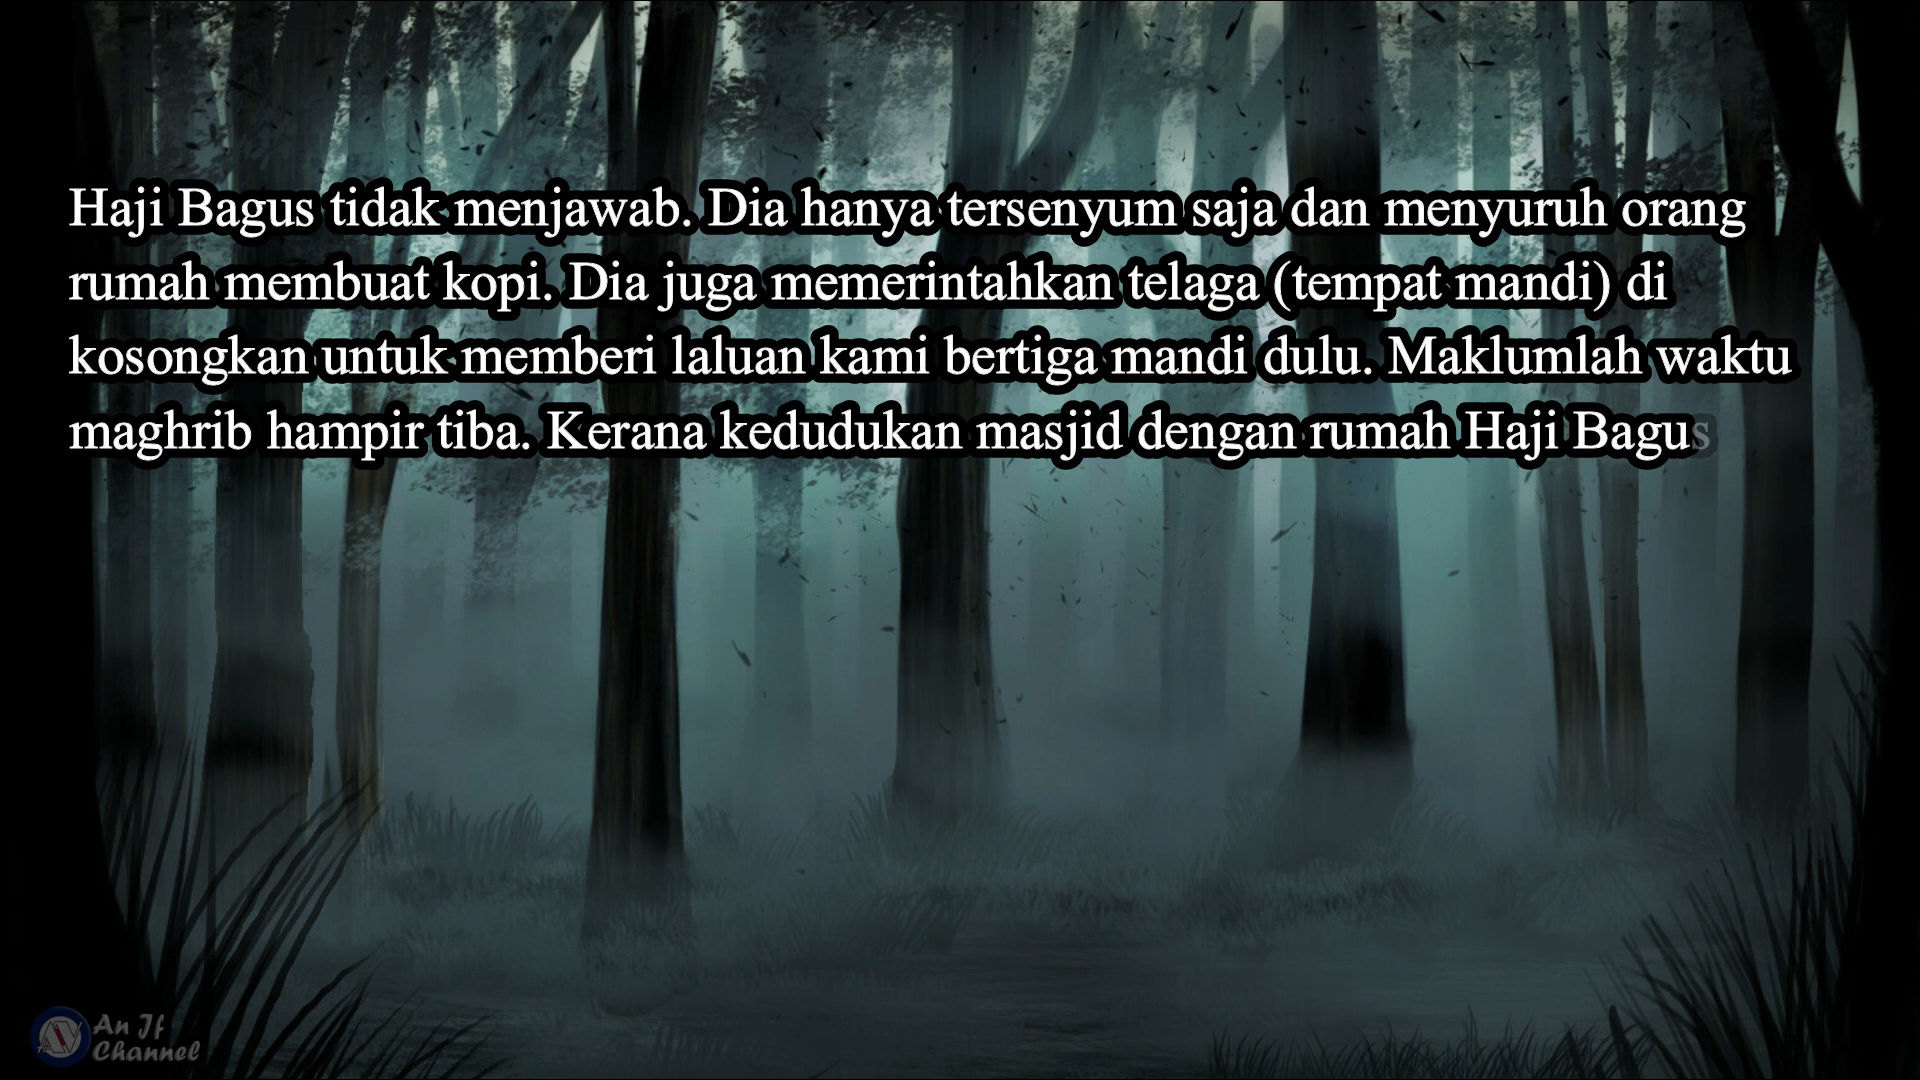 Haji Bagus tidak menjawab. Dia hanya tersenyum saja dan menyuruh orang
rumah membuat kopi. Dia juga memerintahkan telaga (tempat mandi) di
kosongkan untuk memberi laluan kami bertiga mandi dulu. Maklumlah waktu
maghrib hampir tiba. Kerana kedudukan masjid dengan rumah Haji Bagus
An If
Channel